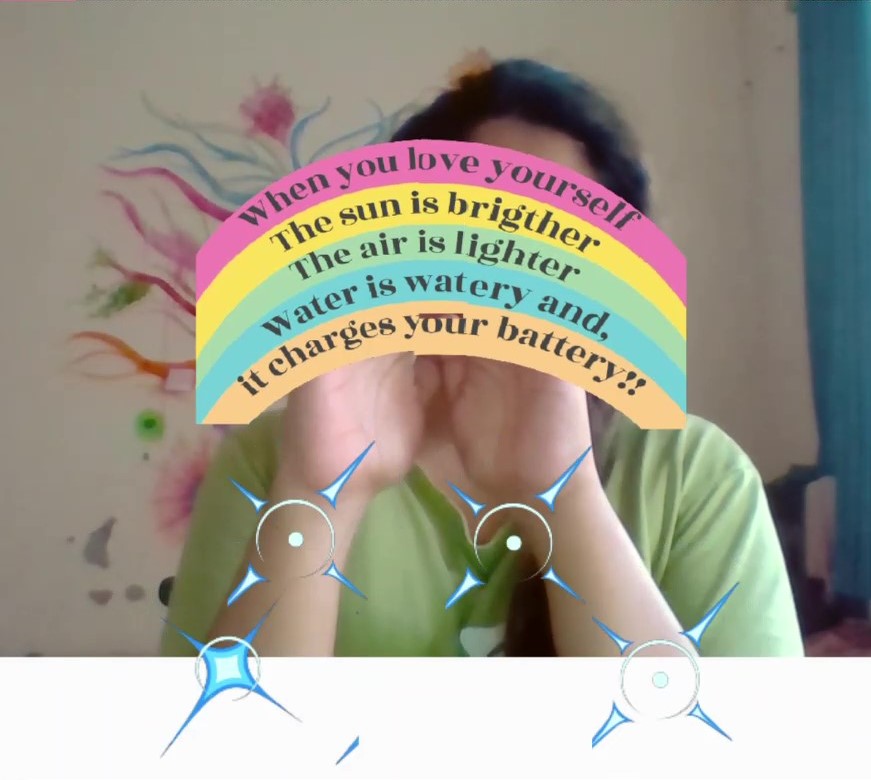 When you love yourself
The sun is brigther
The air is lighter
Water is watery and,
it charges your battery!!